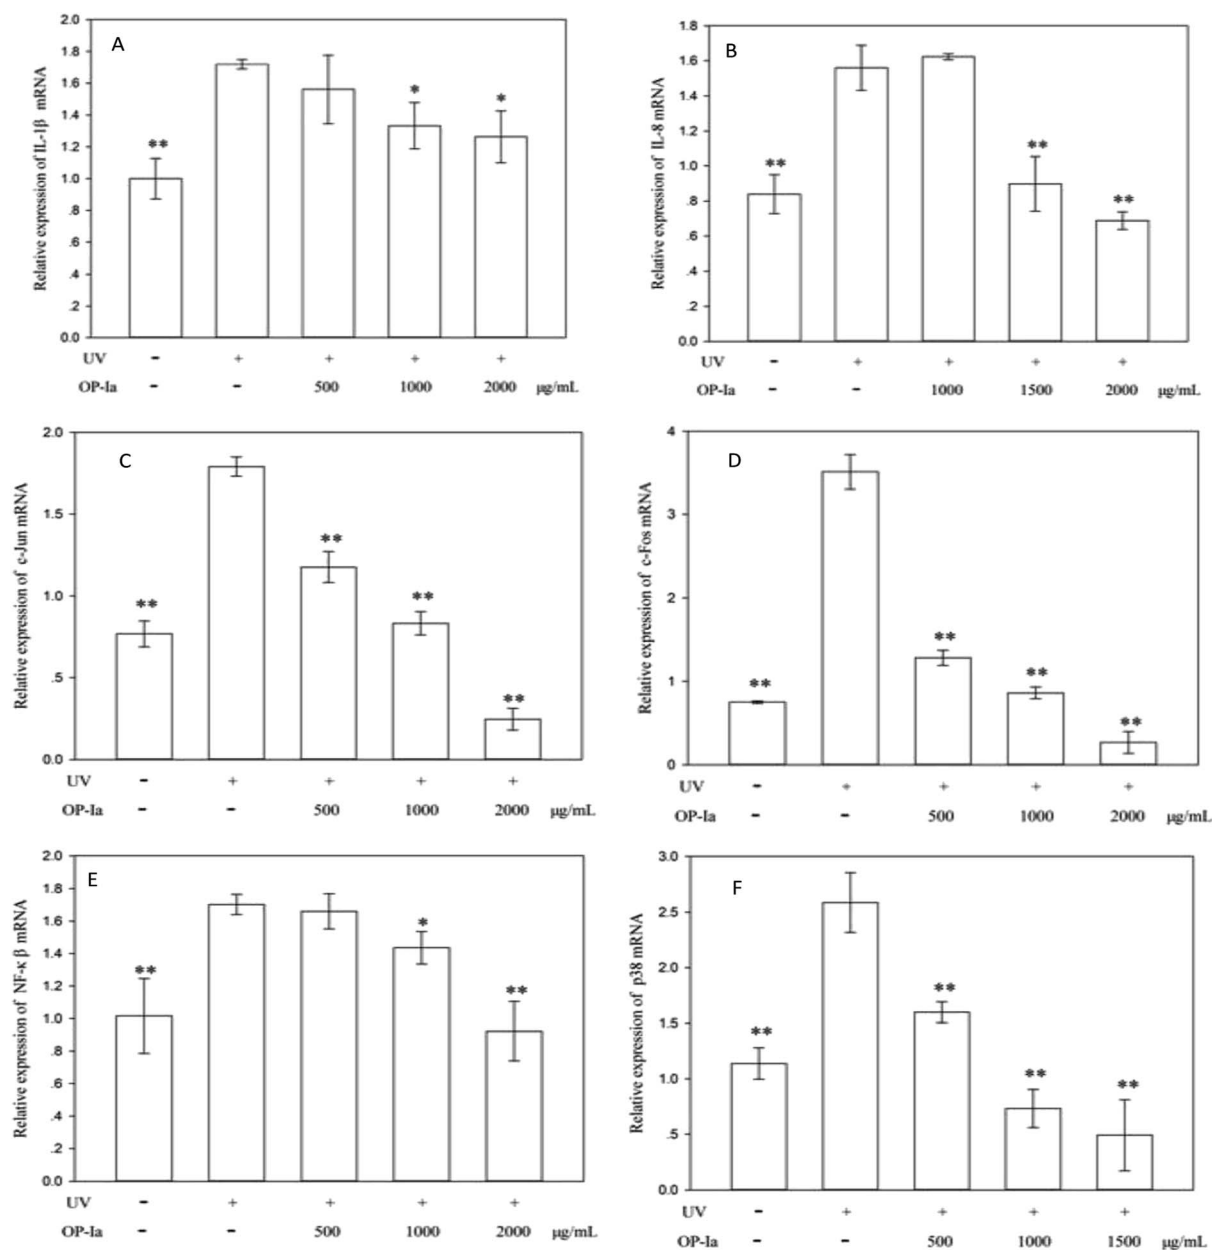 A
Relative expression of IL-1β mRNA
2.0
1.8
1.6
1.4
1.2
1.0
.8
.6
.4
.2
0.0
**
*
*
UV - + + + +
OP-Ia - - 500 1000 2000 μg/mL
B
Relative expression of IL-8 mRNA
1.8
1.6
1.4
1.2
1.0
.8
.6
.4
.2
0.0
**
**
**
UV - + + + +
OP-Ia - - 1000 1500 2000 μg/mL
C
Relative expression of c-Jun mRNA
2.0
1.5
1.0
.5
0.0
**
**
**
**
UV - + + + +
OP-Ia - - 500 1000 2000 μg/mL
D
Relative expression of c-Fos mRNA
4
3
2
1
0
**
**
**
**
UV - + + + +
OP-Ia - - 500 1000 2000 μg/mL
E
Relative expression of NF-κ β mRNA
2.0
1.8
1.6
1.4
1.2
1.0
.8
.6
.4
.2
0.0
**
*
**
UV - + + + +
OP-Ia - - 500 1000 2000 μg/mL
F
Relative expression of p38 mRNA
3.0
2.5
2.0
1.5
1.0
.5
0.0
**
**
**
**
UV - + + + +
OP-Ia - - 500 1000 1500 μg/mL